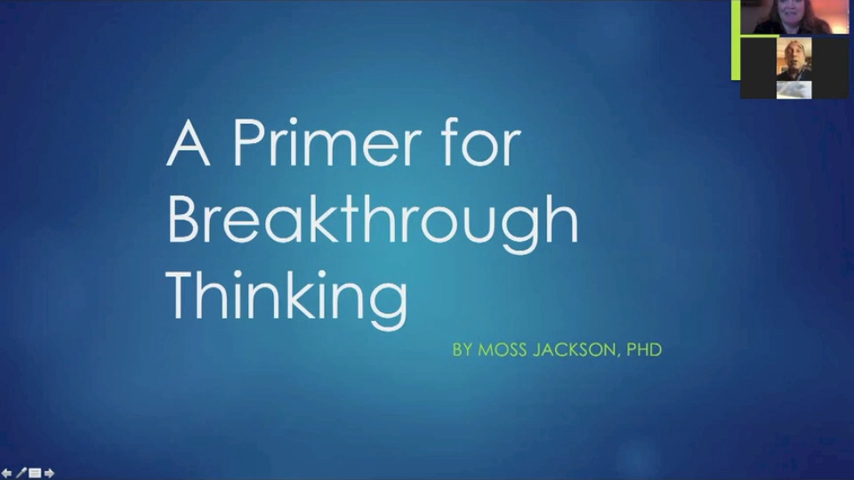 A Primer for
Breakthrough
Thinking
BY MOSS JACKSON, PHD